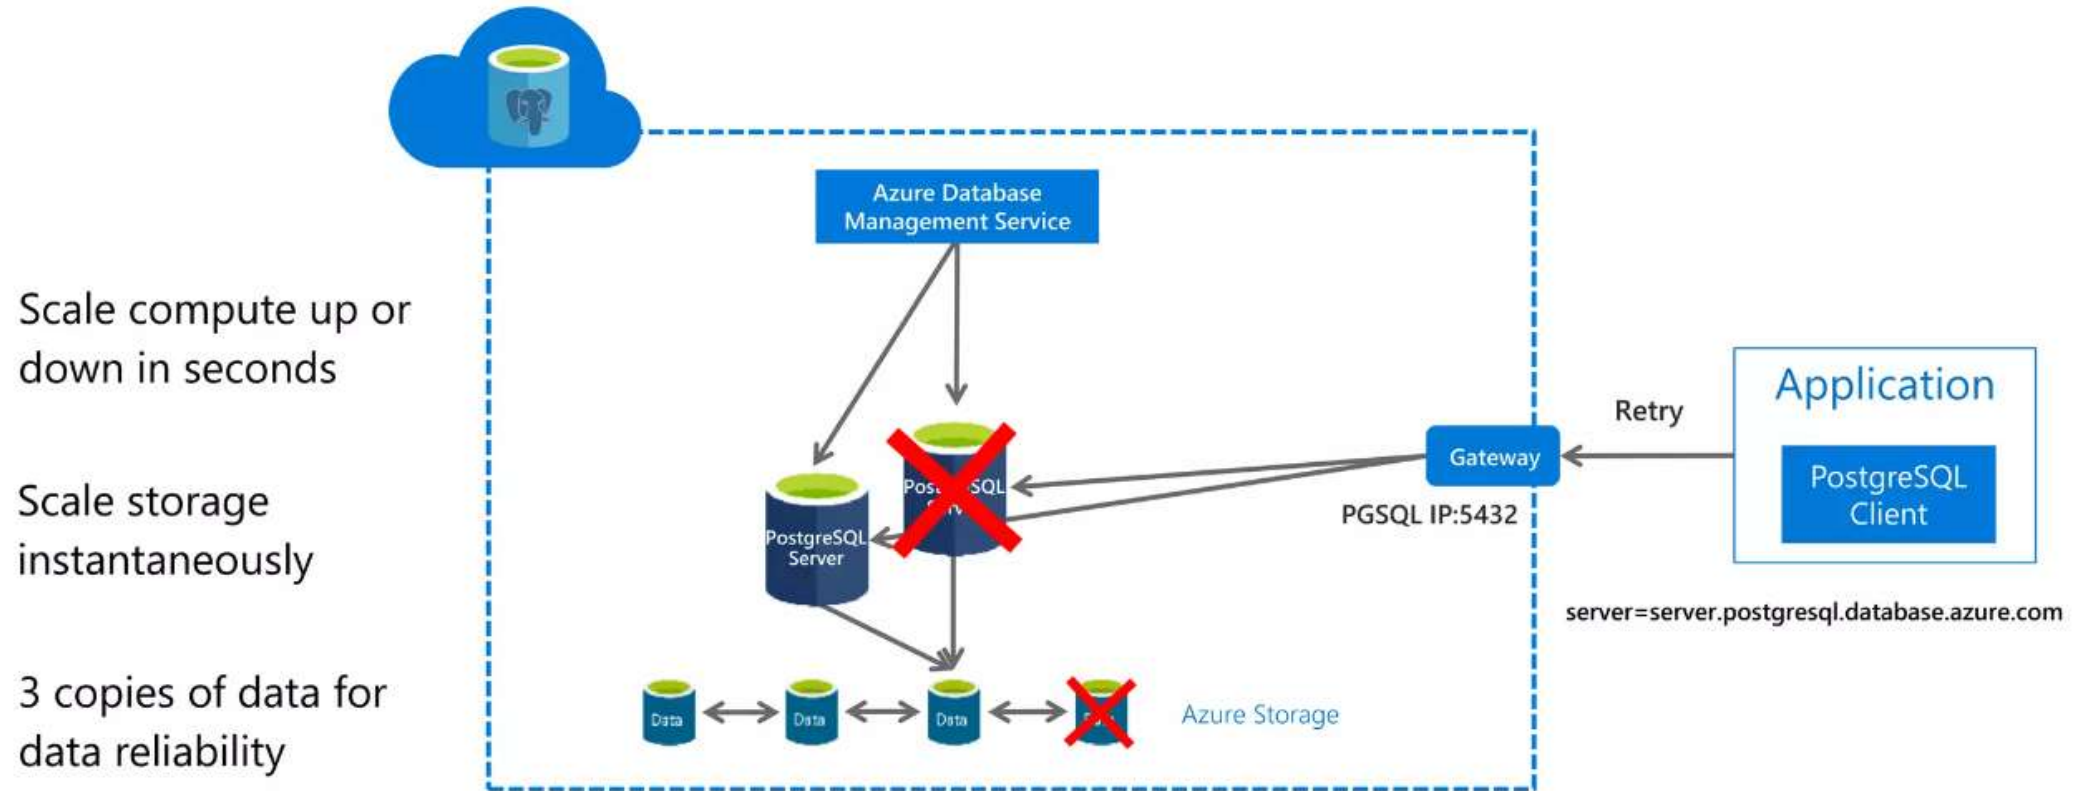 Scale compute up or
down in seconds
Scale storage
instantaneously
3 copies of data for
data reliability
Azure Database
Management Service
PostgreSQL
Server
Gateway
PGSQL IP:5432
Retry
Application
PostgreSQL
Client
server=server.postgresql.database.azure.com
Data
Data
Data
Azure Storage